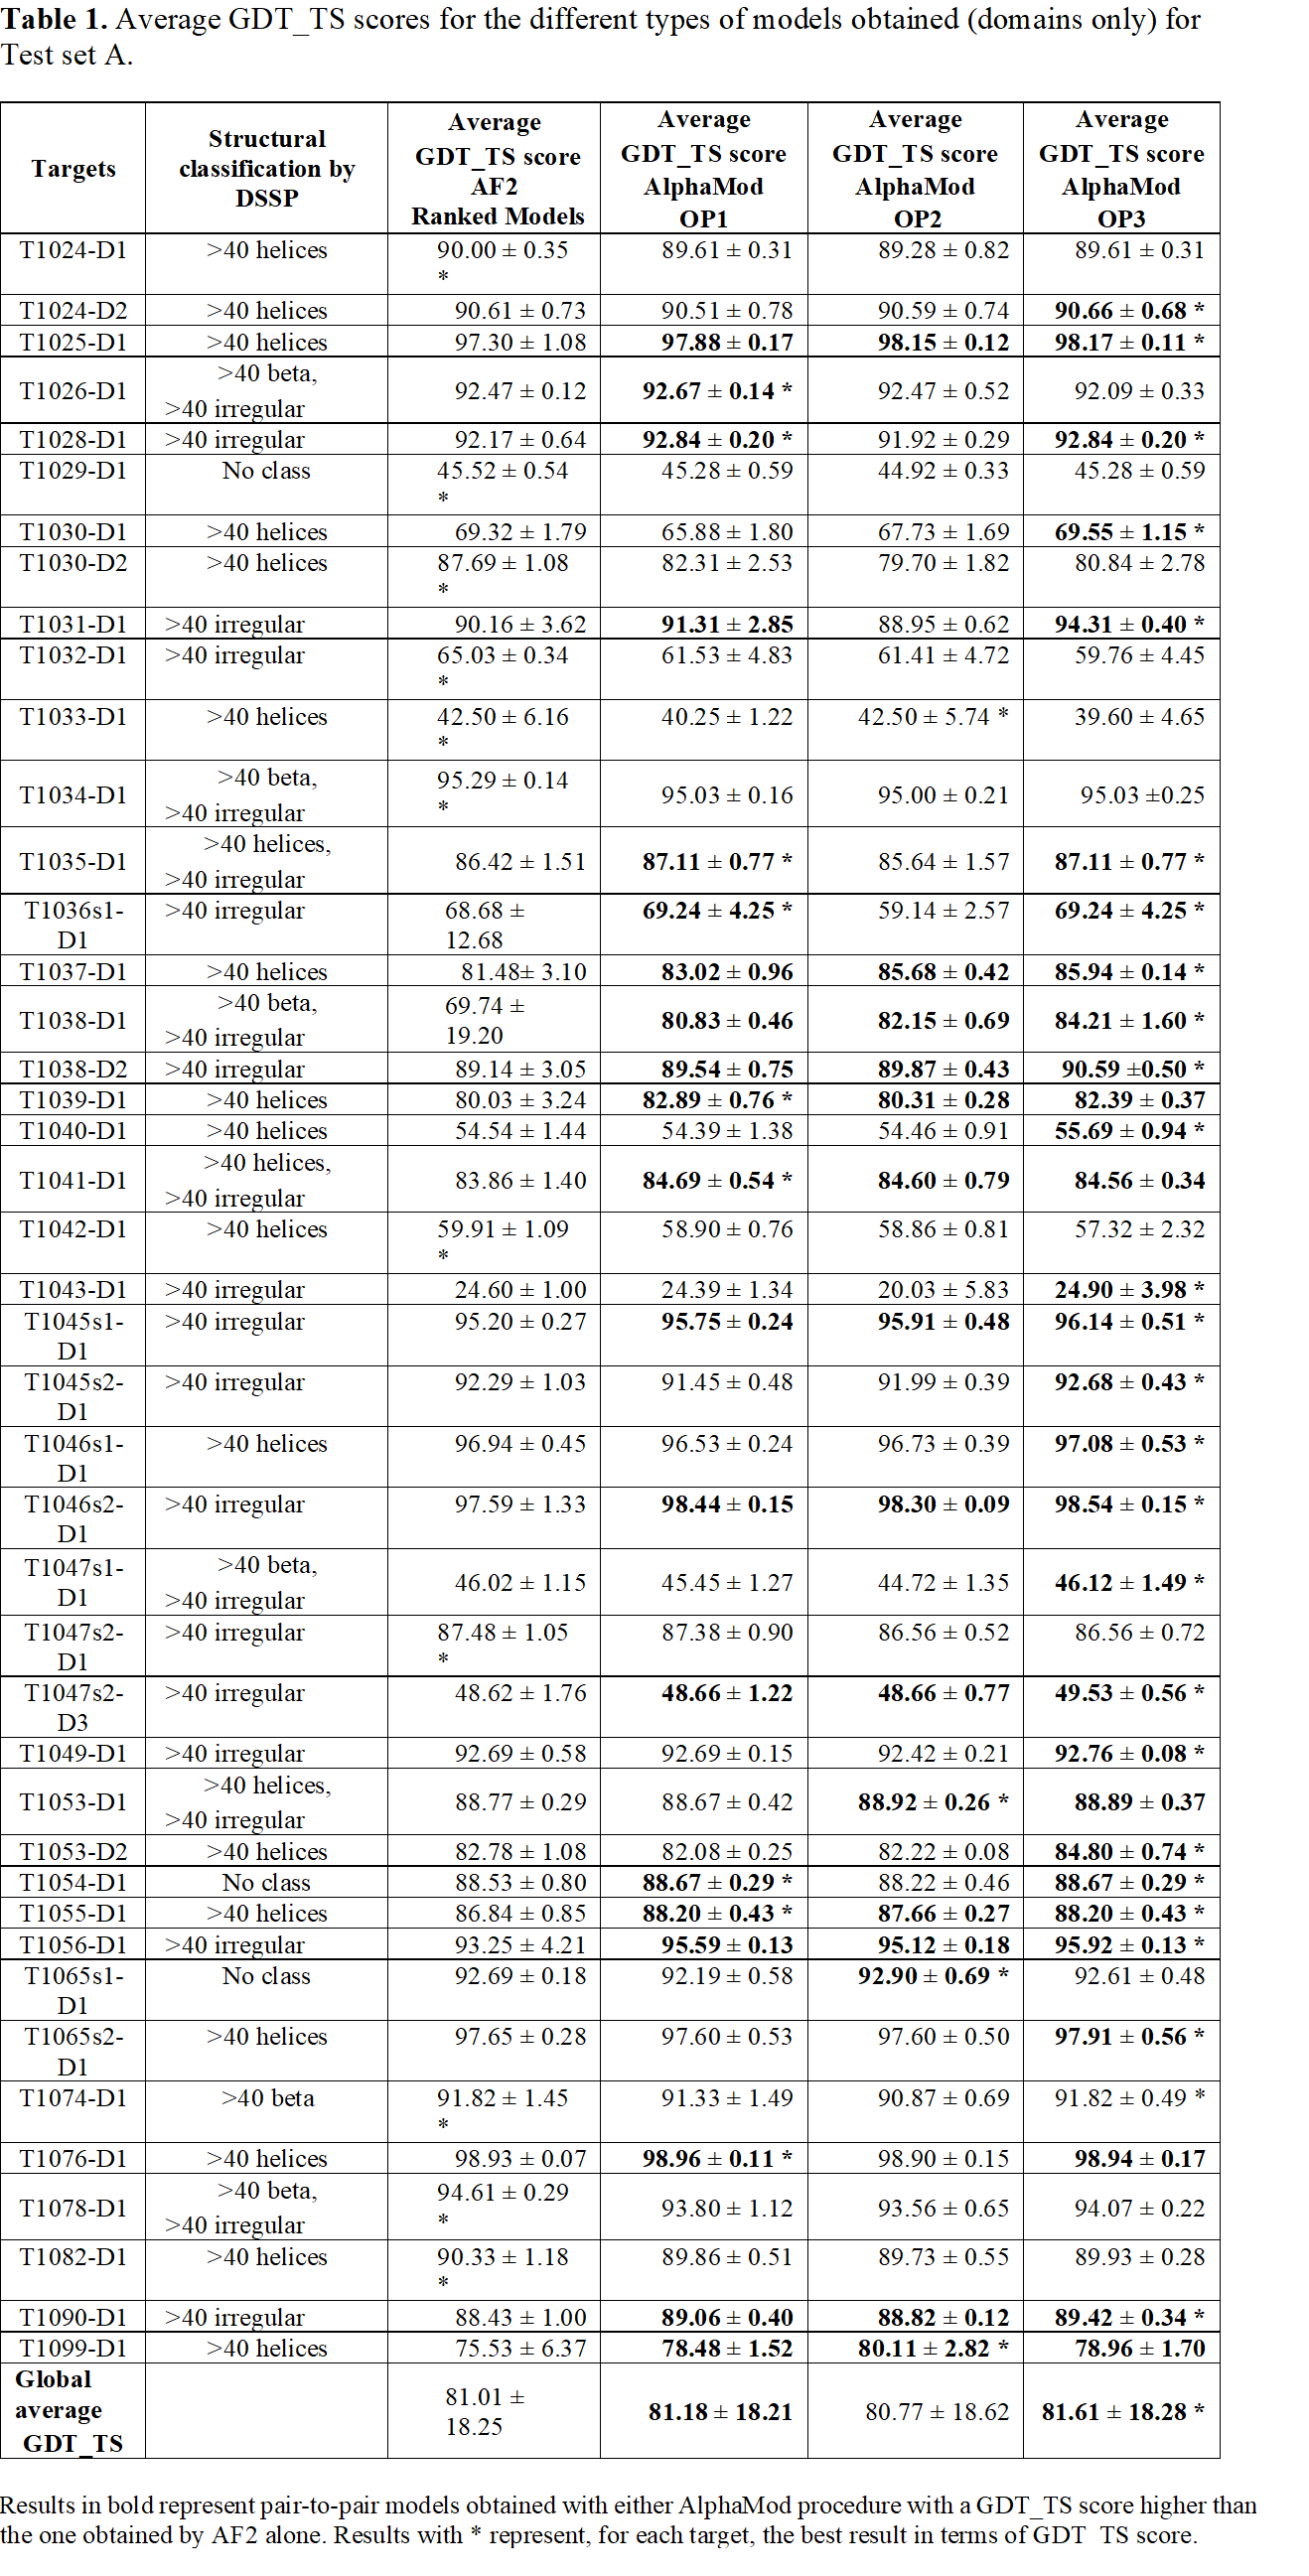 Table 1. Average GDT_TS scores for the different types of models obtained (domains only) for
Test set A.
Targets | Structural classification by DSSP | Average GDT_TS score AF2 Ranked Models | Average GDT_TS score AlphaMod OP1 | Average GDT_TS score AlphaMod OP2 | Average GDT_TS score AlphaMod OP3
T1024-D1 | >40 helices | 90.00 ± 0.35 * | 89.61 ± 0.31 | 89.28 ± 0.82 | 89.61 ± 0.31
T1024-D2 | >40 helices | 90.61 ± 0.73 | 90.51 ± 0.78 | 90.59 ± 0.74 | 90.66 ± 0.68 *
T1025-D1 | >40 helices | 97.30 ± 1.08 | 97.88 ± 0.17 | 98.15 ± 0.12 | 98.17 ± 0.11 *
T1026-D1 | >40 beta, >40 irregular | 92.47 ± 0.12 | 92.67 ± 0.14 * | 92.47 ± 0.52 | 92.09 ± 0.33
T1028-D1 | >40 irregular | 92.17 ± 0.64 | 92.84 ± 0.20 * | 91.92 ± 0.29 | 92.84 ± 0.20 *
T1029-D1 | No class | 45.52 ± 0.54 * | 45.28 ± 0.59 | 44.92 ± 0.33 | 45.28 ± 0.59
T1030-D1 | >40 helices | 69.32 ± 1.79 | 65.88 ± 1.80 | 67.73 ± 1.69 | 69.55 ± 1.15 *
T1030-D2 | >40 helices | 87.69 ± 1.08 * | 82.31 ± 2.53 | 79.70 ± 1.82 | 80.84 ± 2.78
T1031-D1 | >40 irregular | 90.16 ± 3.62 | 91.31 ± 2.85 | 88.95 ± 0.62 | 94.31 ± 0.40 *
T1032-D1 | >40 irregular | 65.03 ± 0.34 * | 61.53 ± 4.83 | 61.41 ± 4.72 | 59.76 ± 4.45
T1033-D1 | >40 helices | 42.50 ± 6.16 * | 40.25 ± 1.22 | 42.50 ± 5.74 * | 39.60 ± 4.65
T1034-D1 | >40 beta, >40 irregular | 95.29 ± 0.14 * | 95.03 ± 0.16 | 95.00 ± 0.21 | 95.03 ±0.25
T1035-D1 | >40 helices, >40 irregular | 86.42 ± 1.51 | 87.11 ± 0.77 * | 85.64 ± 1.57 | 87.11 ± 0.77 *
T1036s1-D1 | >40 irregular | 68.68 ± 12.68 | 69.24 ± 4.25 * | 59.14 ± 2.57 | 69.24 ± 4.25 *
T1037-D1 | >40 helices | 81.48± 3.10 | 83.02 ± 0.96 | 85.68 ± 0.42 | 85.94 ± 0.14 *
T1038-D1 | >40 beta, >40 irregular | 69.74 ± 19.20 | 80.83 ± 0.46 | 82.15 ± 0.69 | 84.21 ± 1.60 *
T1038-D2 | >40 irregular | 89.14 ± 3.05 | 89.54 ± 0.75 | 89.87 ± 0.43 | 90.59 ±0.50 *
T1039-D1 | >40 helices | 80.03 ± 3.24 | 82.89 ± 0.76 * | 80.31 ± 0.28 | 82.39 ± 0.37
T1040-D1 | >40 helices | 54.54 ± 1.44 | 54.39 ± 1.38 | 54.46 ± 0.91 | 55.69 ± 0.94 *
T1041-D1 | >40 helices, >40 irregular | 83.86 ± 1.40 | 84.69 ± 0.54 * | 84.60 ± 0.79 | 84.56 ± 0.34
T1042-D1 | >40 helices | 59.91 ± 1.09 * | 58.90 ± 0.76 | 58.86 ± 0.81 | 57.32 ± 2.32
T1043-D1 | >40 irregular | 24.60 ± 1.00 | 24.39 ± 1.34 | 20.03 ± 5.83 | 24.90 ± 3.98 *
T1045s1-D1 | >40 irregular | 95.20 ± 0.27 | 95.75 ± 0.24 | 95.91 ± 0.48 | 96.14 ± 0.51 *
T1045s2-D1 | >40 irregular | 92.29 ± 1.03 | 91.45 ± 0.48 | 91.99 ± 0.39 | 92.68 ± 0.43 *
T1046s1-D1 | >40 helices | 96.94 ± 0.45 | 96.53 ± 0.24 | 96.73 ± 0.39 | 97.08 ± 0.53 *
T1046s2-D1 | >40 irregular | 97.59 ± 1.33 | 98.44 ± 0.15 | 98.30 ± 0.09 | 98.54 ± 0.15 *
T1047s1-D1 | >40 beta, >40 irregular | 46.02 ± 1.15 | 45.45 ± 1.27 | 44.72 ± 1.35 | 46.12 ± 1.49 *
T1047s2-D1 | >40 irregular | 87.48 ± 1.05 * | 87.38 ± 0.90 | 86.56 ± 0.52 | 86.56 ± 0.72
T1047s2-D3 | >40 irregular | 48.62 ± 1.76 | 48.66 ± 1.22 | 48.66 ± 0.77 | 49.53 ± 0.56 *
T1049-D1 | >40 irregular | 92.69 ± 0.58 | 92.69 ± 0.15 | 92.42 ± 0.21 | 92.76 ± 0.08 *
T1053-D1 | >40 helices, >40 irregular | 88.77 ± 0.29 | 88.67 ± 0.42 | 88.92 ± 0.26 * | 88.89 ± 0.37
T1053-D2 | >40 helices | 82.78 ± 1.08 | 82.08 ± 0.25 | 82.22 ± 0.08 | 84.80 ± 0.74 *
T1054-D1 | No class | 88.53 ± 0.80 | 88.67 ± 0.29 * | 88.22 ± 0.46 | 88.67 ± 0.29 *
T1055-D1 | >40 helices | 86.84 ± 0.85 | 88.20 ± 0.43 * | 87.66 ± 0.27 | 88.20 ± 0.43 *
T1056-D1 | >40 irregular | 93.25 ± 4.21 | 95.59 ± 0.13 | 95.12 ± 0.18 | 95.92 ± 0.13 *
T1065s1-D1 | No class | 92.69 ± 0.18 | 92.19 ± 0.58 | 92.90 ± 0.69 * | 92.61 ± 0.48
T1065s2-D1 | >40 helices | 97.65 ± 0.28 | 97.60 ± 0.53 | 97.60 ± 0.50 | 97.91 ± 0.56 *
T1074-D1 | >40 beta | 91.82 ± 1.45 * | 91.33 ± 1.49 | 90.87 ± 0.69 | 91.82 ± 0.49 *
T1076-D1 | >40 helices | 98.93 ± 0.07 | 98.96 ± 0.11 * | 98.90 ± 0.15 | 98.94 ± 0.17
T1078-D1 | >40 beta, >40 irregular | 94.61 ± 0.29 * | 93.80 ± 1.12 | 93.56 ± 0.65 | 94.07 ± 0.22
T1082-D1 | >40 helices | 90.33 ± 1.18 * | 89.86 ± 0.51 | 89.73 ± 0.55 | 89.93 ± 0.28
T1090-D1 | >40 irregular | 88.43 ± 1.00 | 89.06 ± 0.40 | 88.82 ± 0.12 | 89.42 ± 0.34 *
T1099-D1 | >40 helices | 75.53 ± 6.37 | 78.48 ± 1.52 | 80.11 ± 2.82 * | 78.96 ± 1.70
Global average GDT_TS | | 81.01 ± 18.25 | 81.18 ± 18.21 | 80.77 ± 18.62 | 81.61 ± 18.28 *
Results in bold represent pair-to-pair models obtained with either AlphaMod procedure with a GDT_TS score higher than
the one obtained by AF2 alone. Results with * represent, for each target, the best result in terms of GDT TS score.